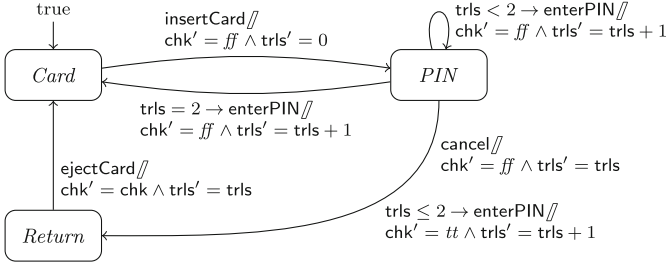 true
insertCard⫽
chk′ = ff ∧ trls′ = 0
trls < 2 → enterPIN⫽
chk′ = ff ∧ trls′ = trls + 1
Card
PIN
trls = 2 → enterPIN⫽
chk′ = ff ∧ trls′ = trls + 1
cancel⫽
chk′ = ff ∧ trls′ = trls
ejectCard⫽
chk′ = chk ∧ trls′ = trls
trls ≤ 2 → enterPIN⫽
chk′ = tt ∧ trls′ = trls + 1
Return